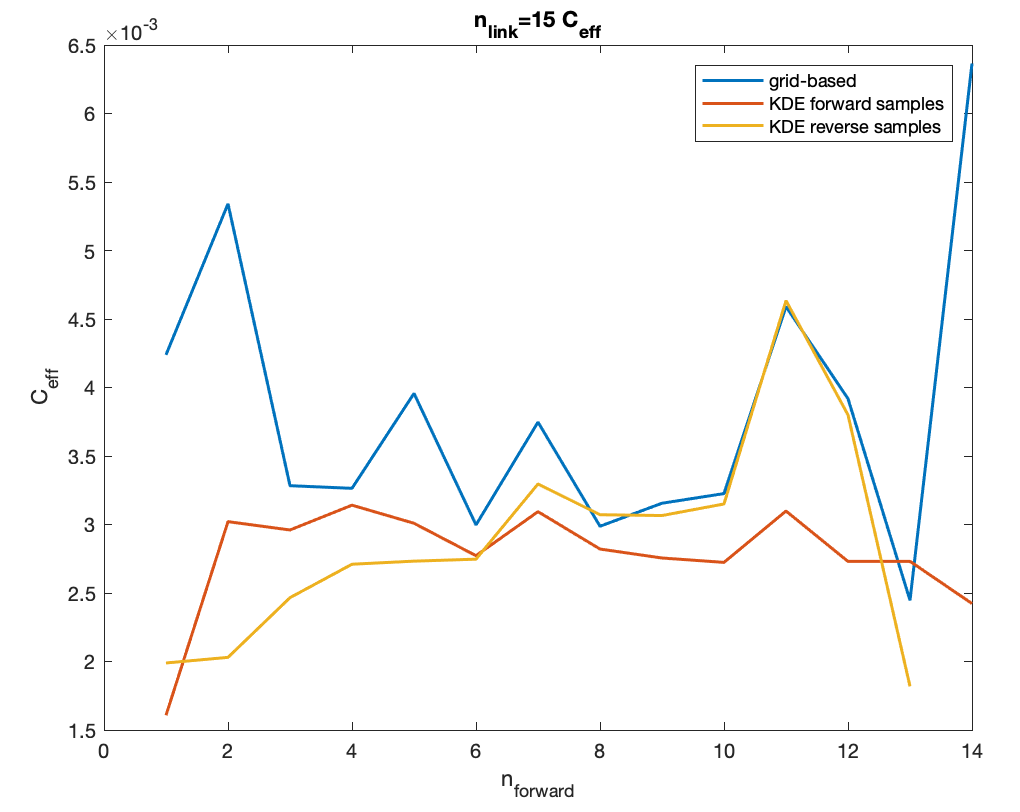 n_link=15 C_eff
×10^-3
6.5
6
5.5
5
4.5
4
3.5
3
2.5
2
1.5
C_eff
grid-based
KDE forward samples
KDE reverse samples
0 2 4 6 8 10 12 14
n_forward